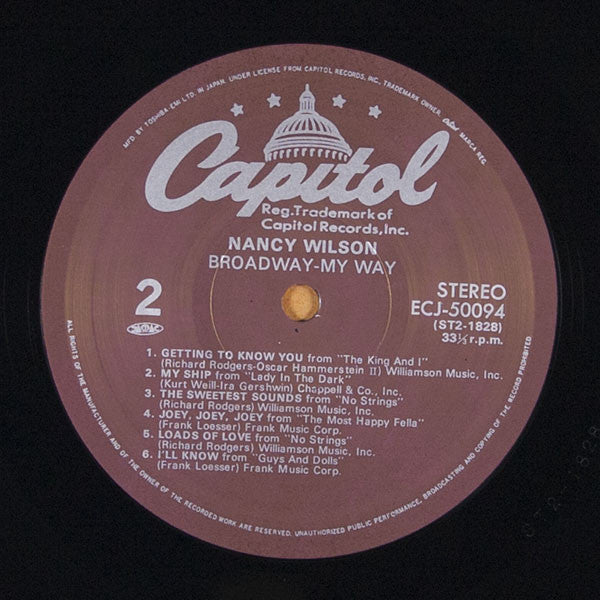 MFD. BY TOSHIBA-EMI LTD. IN JAPAN. UNDER LICENSE FROM CAPITOL RECORDS, INC., TRADEMARK OWNER. MARCA REG.
Capitol
Reg. Trademark of
Capitol Records, Inc.
NANCY WILSON
BROADWAY-MY WAY
2
STEREO
ECJ-50094
(ST2-1828)
33⅓ r.p.m.
1. GETTING TO KNOW YOU from "The King And I"
(Richard Rodgers-Oscar Hammerstein II) Williamson Music, Inc.
2. MY SHIP from "Lady In The Dark"
(Kurt Weill-Ira Gershwin) Chappell & Co., Inc.
3. THE SWEETEST SOUNDS from "No Strings"
(Richard Rodgers) Williamson Music, Inc.
4. JOEY, JOEY, JOEY from "The Most Happy Fella"
(Frank Loesser) Frank Music Corp.
5. LOADS OF LOVE from "No Strings"
(Richard Rodgers) Williamson Music, Inc.
6. I'LL KNOW from "Guys And Dolls"
(Frank Loesser) Frank Music Corp.
ALL RIGHTS OF THE MANUFACTURER AND OF THE OWNER OF THE RECORDED WORK ARE RESERVED. UNAUTHORIZED PUBLIC PERFORMANCE, BROADCASTING AND COPYING OF THE RECORD PROHIBITED.